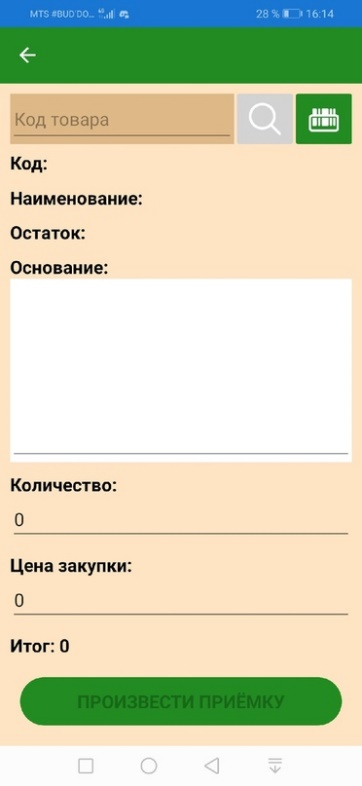 MTS #BUD'DO... 4G 28 % 16:14
Код товара
Код:
Наименование:
Остаток:
Основание:
Количество:
0
Цена закупки:
0
Итог: 0
ПРОИЗВЕСТИ ПРИЁМКУ